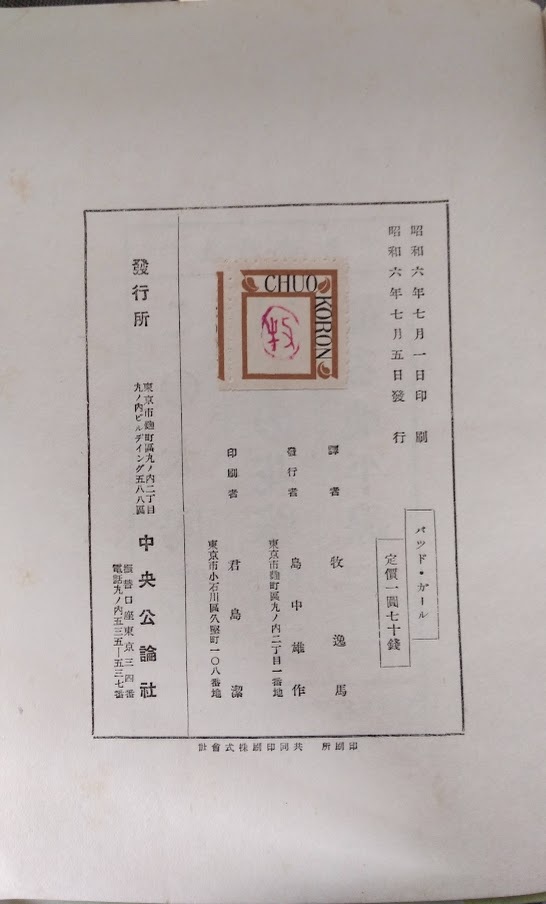 昭和六年七月一日印刷
昭和六年七月五日發行
バツド・ガール
定價一圓七十錢
CHUO
KORON
牧
譯者 牧逸馬
東京市麹町區丸ノ內二丁目一番地
發行者 島中雄作
東京市小石川區久堅町一〇八番地
印刷者 君島潔
發行所
東京市麹町區丸ノ內二丁目
丸ノ內ビルデイング五八八區
中央公論社
振替口座東京三四番
電話丸ノ內五三五—五三七番
印刷所 共同印刷株式會社